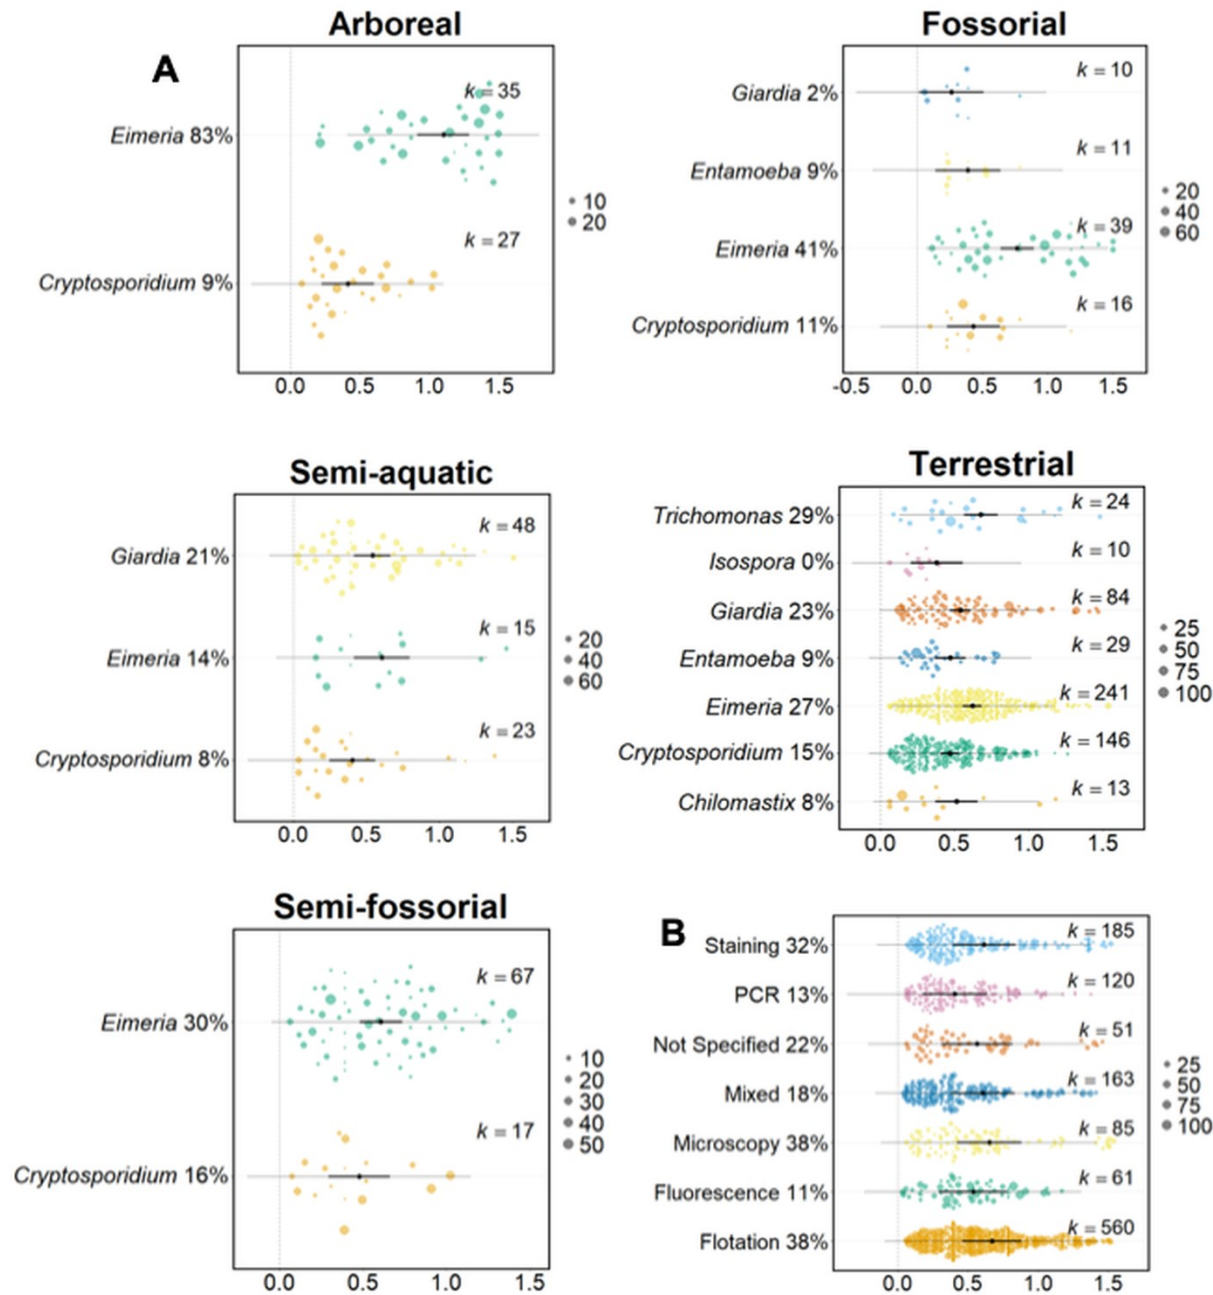 A
Arboreal
k = 35
Eimeria 83%
k = 27
Cryptosporidium 9%
0.0 0.5 1.0 1.5
10
20
Fossorial
k = 10
Giardia 2%
k = 11
Entamoeba 9%
k = 39
Eimeria 41%
k = 16
Cryptosporidium 11%
-0.5 0.0 0.5 1.0 1.5
20
40
60
Semi-aquatic
k = 48
Giardia 21%
k = 15
Eimeria 14%
k = 23
Cryptosporidium 8%
0.0 0.5 1.0 1.5
20
40
60
Terrestrial
k = 24
Trichomonas 29%
k = 10
Isospora 0%
k = 84
Giardia 23%
k = 29
Entamoeba 9%
k = 241
Eimeria 27%
k = 146
Cryptosporidium 15%
k = 13
Chilomastix 8%
0.0 0.5 1.0 1.5
25
50
75
100
Semi-fossorial
k = 67
Eimeria 30%
k = 17
Cryptosporidium 16%
0.0 0.5 1.0 1.5
10
20
30
40
50
B
k = 185
Staining 32%
k = 120
PCR 13%
k = 51
Not Specified 22%
k = 163
Mixed 18%
k = 85
Microscopy 38%
k = 61
Fluorescence 11%
k = 560
Flotation 38%
0.0 0.5 1.0 1.5
25
50
75
100